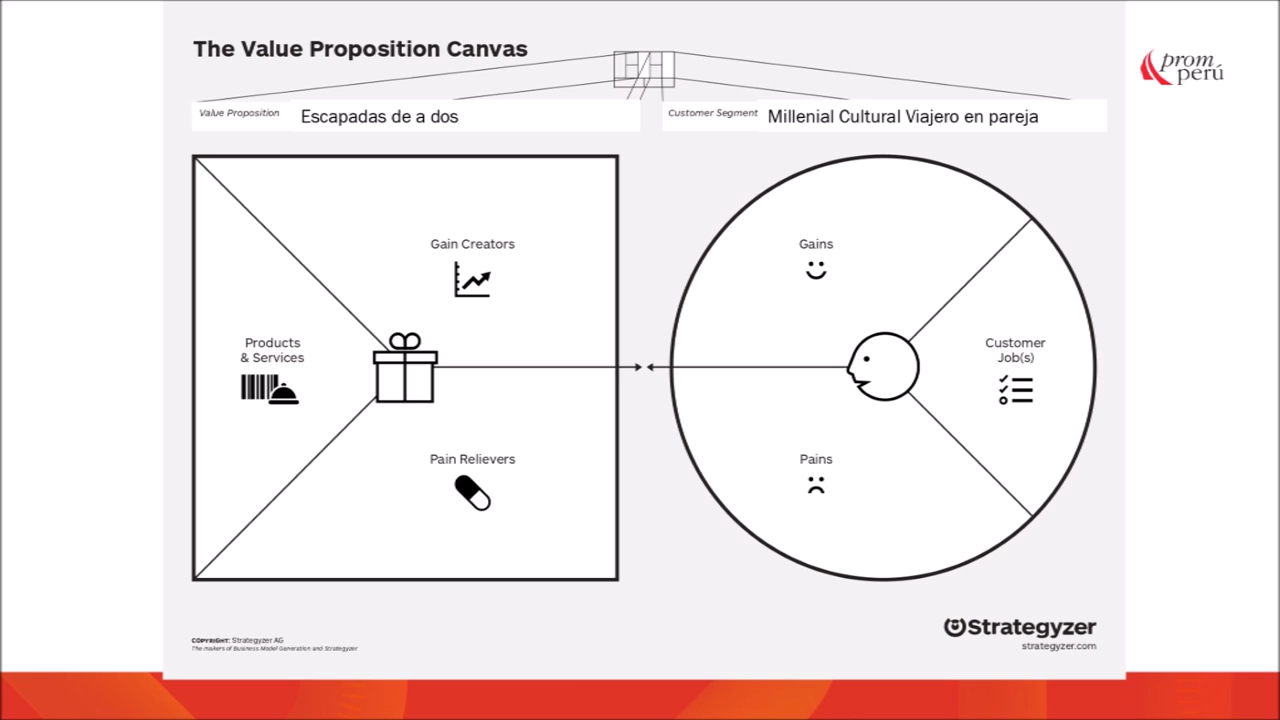 The Value Proposition Canvas
prom
perú
Value Proposition
Escapadas de a dos
Customer Segment
Millenial Cultural Viajero en pareja
Gain Creators
Gains
Products
& Services
Customer
Job(s)
Pain Relievers
Pains
COPYRIGHT: Strategyzer AG
The makers of Business Model Generation and Strategyzer
Strategyzer
strategyzer.com